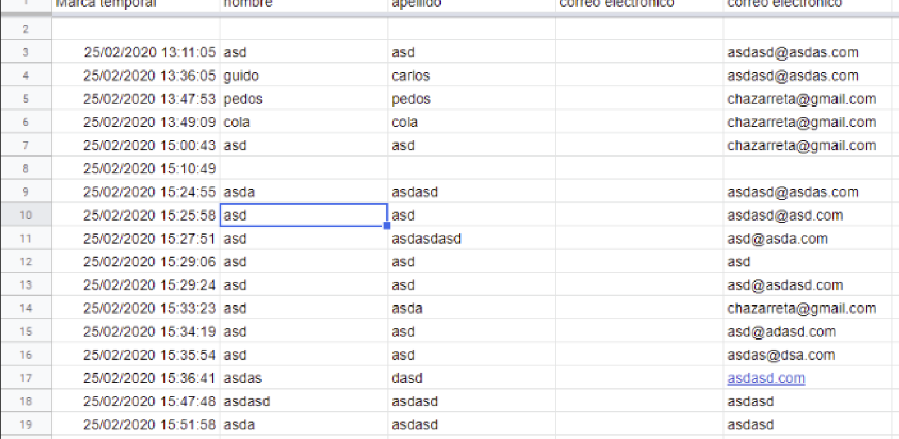 1 Marca temporal nombre apellido correo electronico correo electronico
2
3 25/02/2020 13:11:05 asd asd asdasd@asdas.com
4 25/02/2020 13:36:05 guido carlos asdasd@asdas.com
5 25/02/2020 13:47:53 pedos pedos chazarreta@gmail.com
6 25/02/2020 13:49:09 cola cola chazarreta@gmail.com
7 25/02/2020 15:00:43 asd asd chazarreta@gmail.com
8 25/02/2020 15:10:49
9 25/02/2020 15:24:55 asda asdasd asdasd@asdas.com
10 25/02/2020 15:25:58 asd asd asdasd@asd.com
11 25/02/2020 15:27:51 asd asdasdasd asd@asda.com
12 25/02/2020 15:29:06 asd asd asd
13 25/02/2020 15:29:24 asd asd asd@asdasd.com
14 25/02/2020 15:33:23 asd asda chazarreta@gmail.com
15 25/02/2020 15:34:19 asd asd asd@adasd.com
16 25/02/2020 15:35:54 asd asd asdas@dsa.com
17 25/02/2020 15:36:41 asdas dasd asdasd.com
18 25/02/2020 15:47:48 asdasd asdasd asdasd
19 25/02/2020 15:51:58 asda asdasd asdasd